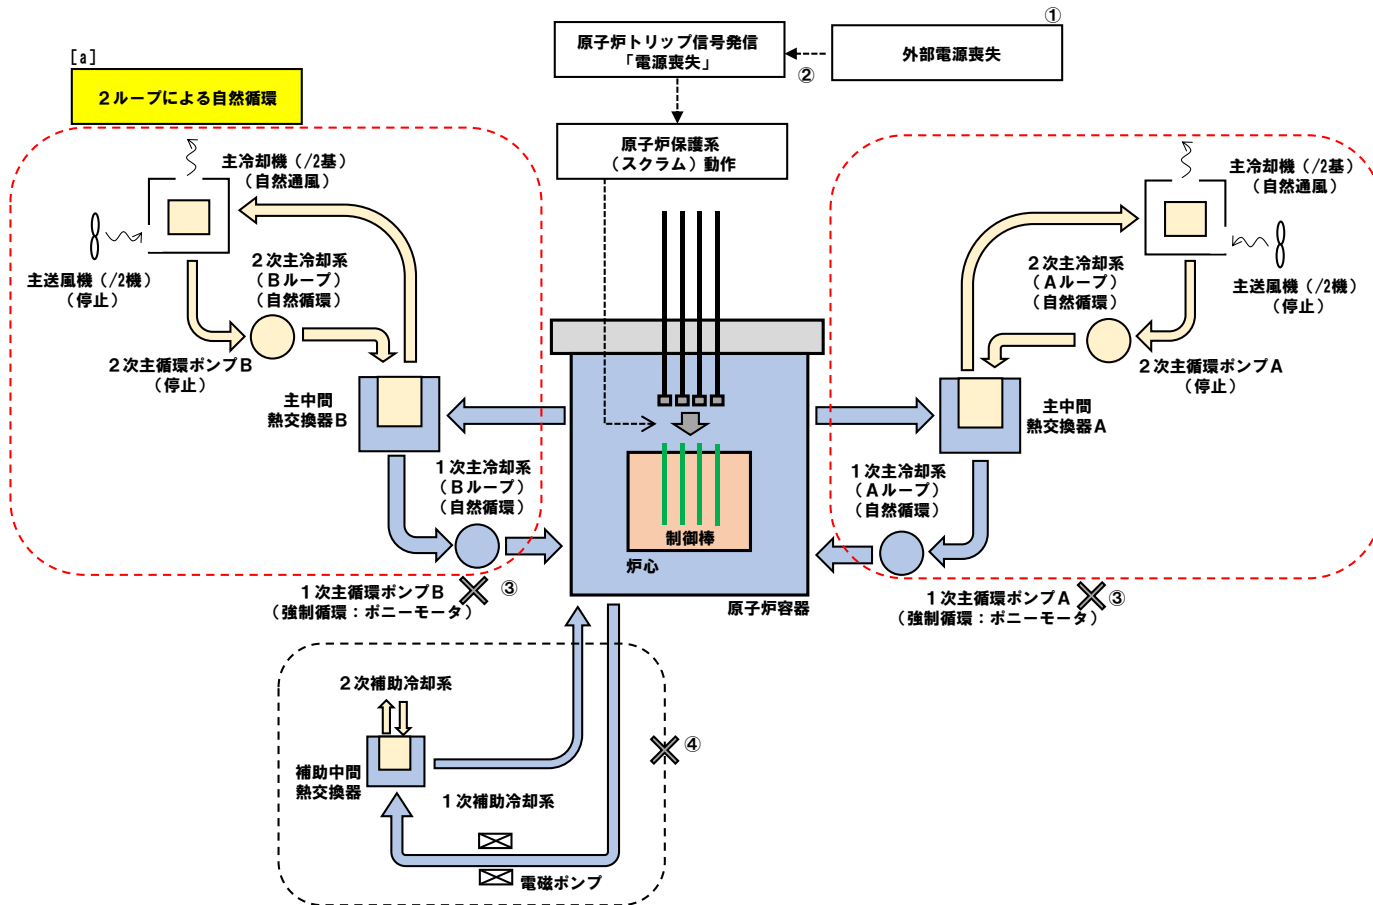 ①
[a]
２ループによる自然循環
原子炉トリップ信号発信
「電源喪失」
②
外部電源喪失
原子炉保護系
（スクラム）動作
主冷却機（/2基）
（自然通風）
主送風機（/2機）
（停止）
２次主冷却系
（Ｂループ）
（自然循環）
２次主循環ポンプＢ
（停止）
主中間
熱交換器Ｂ
１次主冷却系
（Ｂループ）
（自然循環）
１次主循環ポンプＢ
（強制循環：ポニーモータ）
③
制御棒
炉心
原子炉容器
主冷却機（/2基）
（自然通風）
主送風機（/2機）
（停止）
２次主冷却系
（Ａループ）
（自然循環）
２次主循環ポンプＡ
（停止）
主中間
熱交換器Ａ
１次主冷却系
（Ａループ）
（自然循環）
１次主循環ポンプＡ
（強制循環：ポニーモータ）
③
２次補助冷却系
補助中間
熱交換器
１次補助冷却系
電磁ポンプ
④